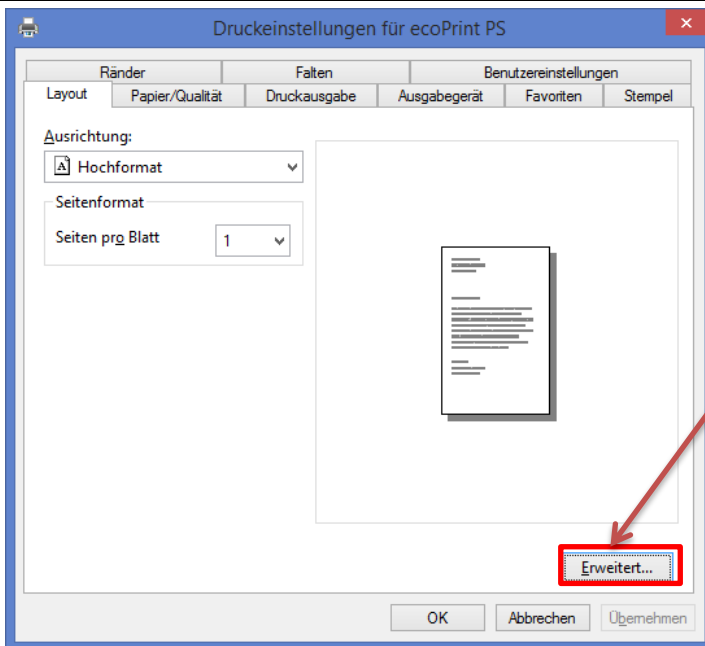 Druckeinstellungen für ecoPrint PS
Ränder Falten Benutzereinstellungen
Layout Papier/Qualität Druckausgabe Ausgabegerät Favoriten Stempel
Ausrichtung:
Hochformat
Seitenformat
Seiten pro Blatt 1
Erweitert...
OK Abbrechen Übernehmen